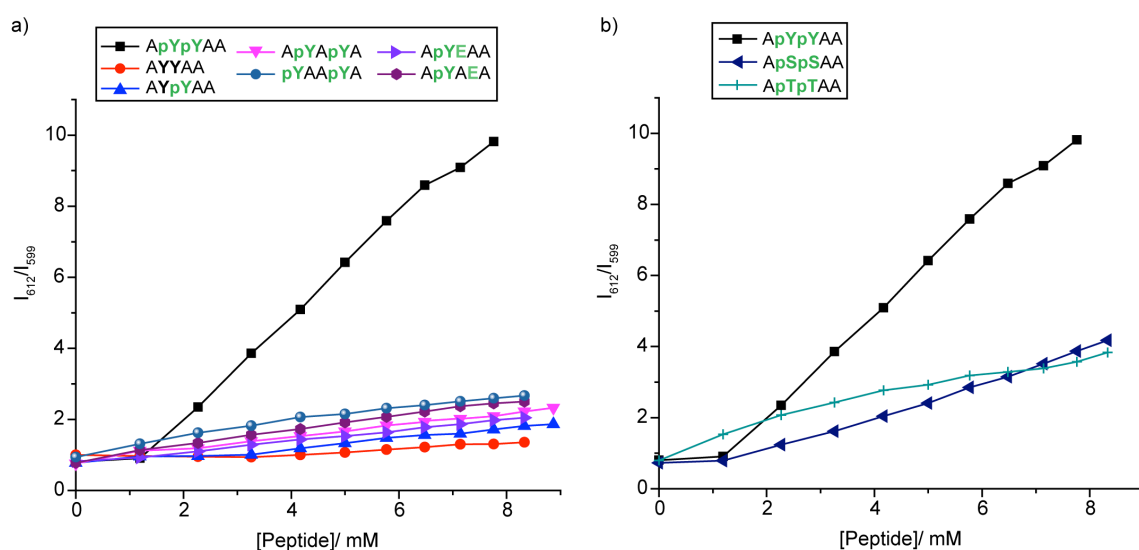 a)
ApYpYAA
AYYAA
AYpYAA
ApYApYA
pYAApYA
ApYEAA
ApYAEA
I612/I599
10
8
6
4
2
0
0 2 4 6 8
[Peptide]/ mM
b)
ApYpYAA
ApSpSAA
ApTpTAA
I612/I599
10
8
6
4
2
0
0 2 4 6 8
[Peptide]/ mM